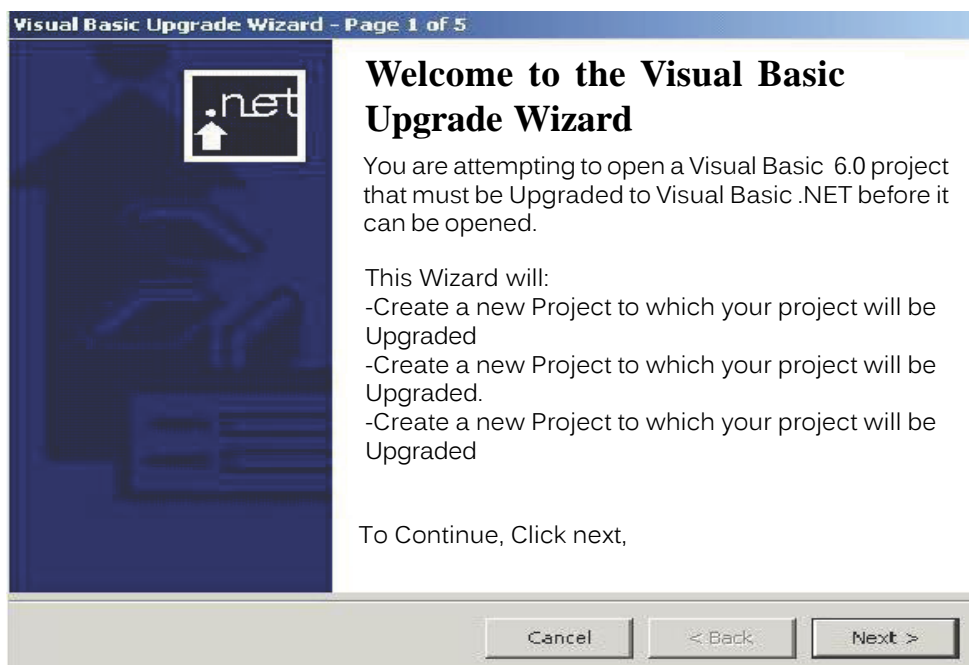 Visual Basic Upgrade Wizard - Page 1 of 5
.net
Welcome to the Visual Basic
Upgrade Wizard
You are attempting to open a Visual Basic 6.0 project
that must be Upgraded to Visual Basic .NET before it
can be opened.
This Wizard will:
-Create a new Project to which your project will be
Upgraded
-Create a new Project to which your project will be
Upgraded.
-Create a new Project to which your project will be
Upgraded
To Continue, Click next,
Cancel
< Back
Next >